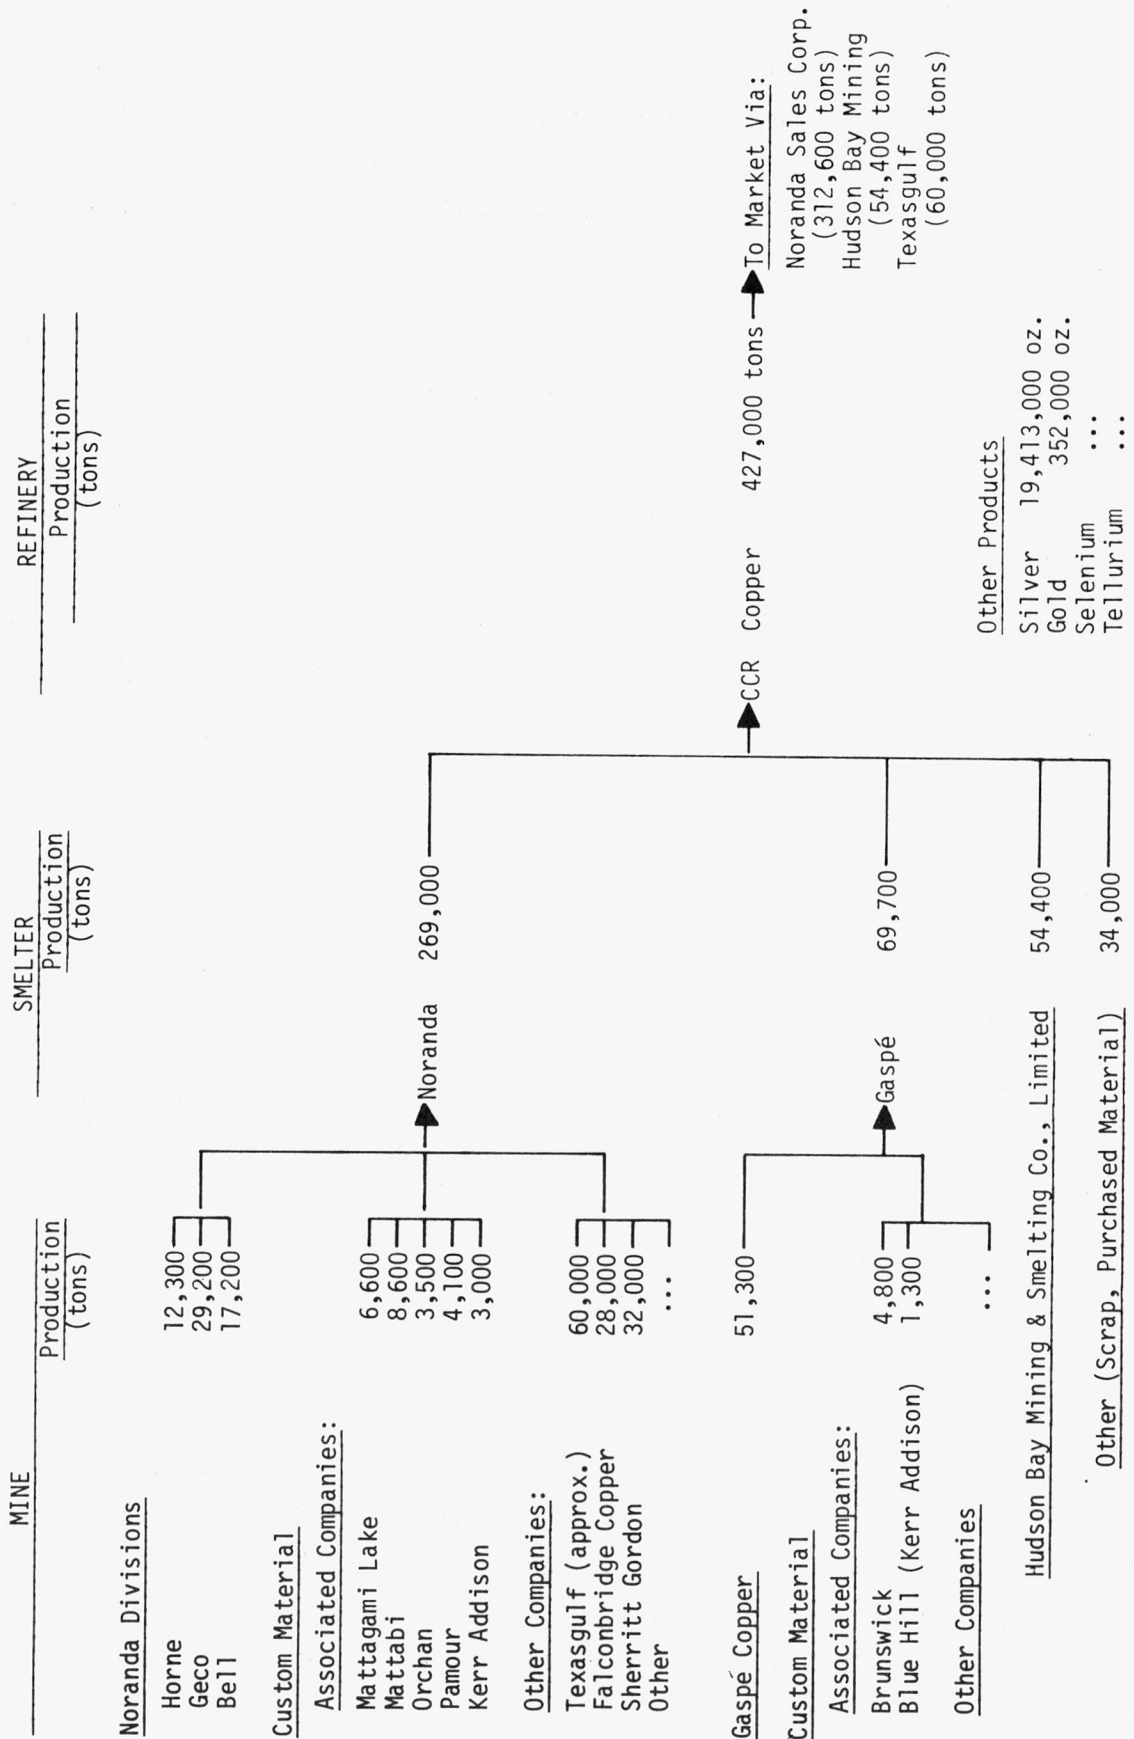 MINE
Production
(tons)
SMELTER
Production
(tons)
REFINERY
Production
(tons)
Noranda Divisions
Horne 12,300
Geco 29,200
Bell 17,200
Custom Material
Associated Companies:
Mattagami Lake 6,600
Mattabi 8,600
Orchan 3,500
Pamour 4,100
Kerr Addison 3,000
Noranda 269,000
Other Companies:
Texasgulf (approx.) 60,000
Falconbridge Copper 28,000
Sherritt Gordon 32,000
Other ...
Gaspé Copper 51,300
CCR Copper 427,000 tons
To Market Via:
Noranda Sales Corp.
(312,600 tons)
Hudson Bay Mining
(54,400 tons)
Texasgulf
(60,000 tons)
Custom Material
Associated Companies:
Brunswick 4,800
Blue Hill (Kerr Addison) 1,300
Gaspé 69,700
Other Companies ...
Hudson Bay Mining & Smelting Co., Limited 54,400
Other (Scrap, Purchased Material) 34,000
Other Products
Silver 19,413,000 oz.
Gold 352,000 oz.
Selenium ...
Tellurium ...